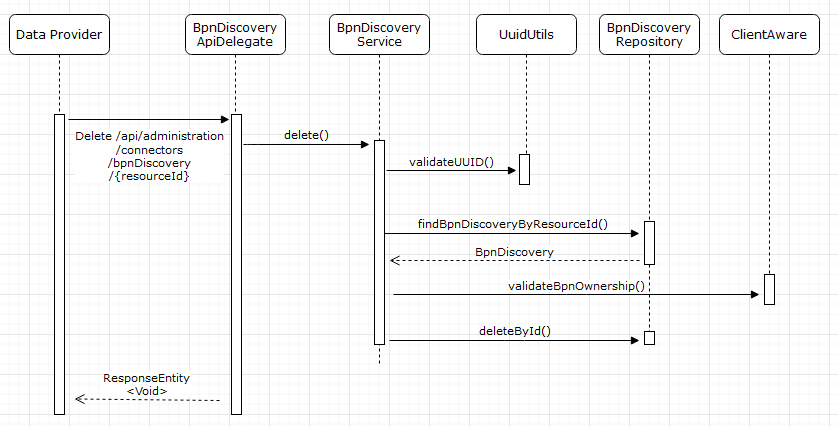 Data Provider
BpnDiscovery
ApiDelegate
BpnDiscovery
Service
UuidUtils
BpnDiscovery
Repository
ClientAware
Delete /api/administration
/connectors
/bpnDiscovery
/{resourceId}
delete()
validateUUID()
findBpnDiscoveryByResourceId()
BpnDiscovery
validateBpnOwnership()
deleteById()
ResponseEntity
<Void>